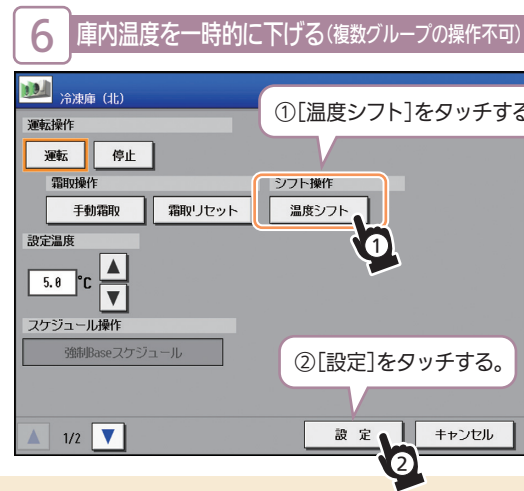 6 庫内温度を一時的に下げる(複数グループの操作不可)
冷凍庫 (北)
①[温度シフト]をタッチする
運転操作
運転 停止
霜取操作 シフト操作
手動霜取 霜取リセット 温度シフト
1
設定温度
5.0 °C ▲
▼
スケジュール操作
強制Baseスケジュール
②[設定]をタッチする。
▲ 1/2 ▼ 設 定 キャンセル
2